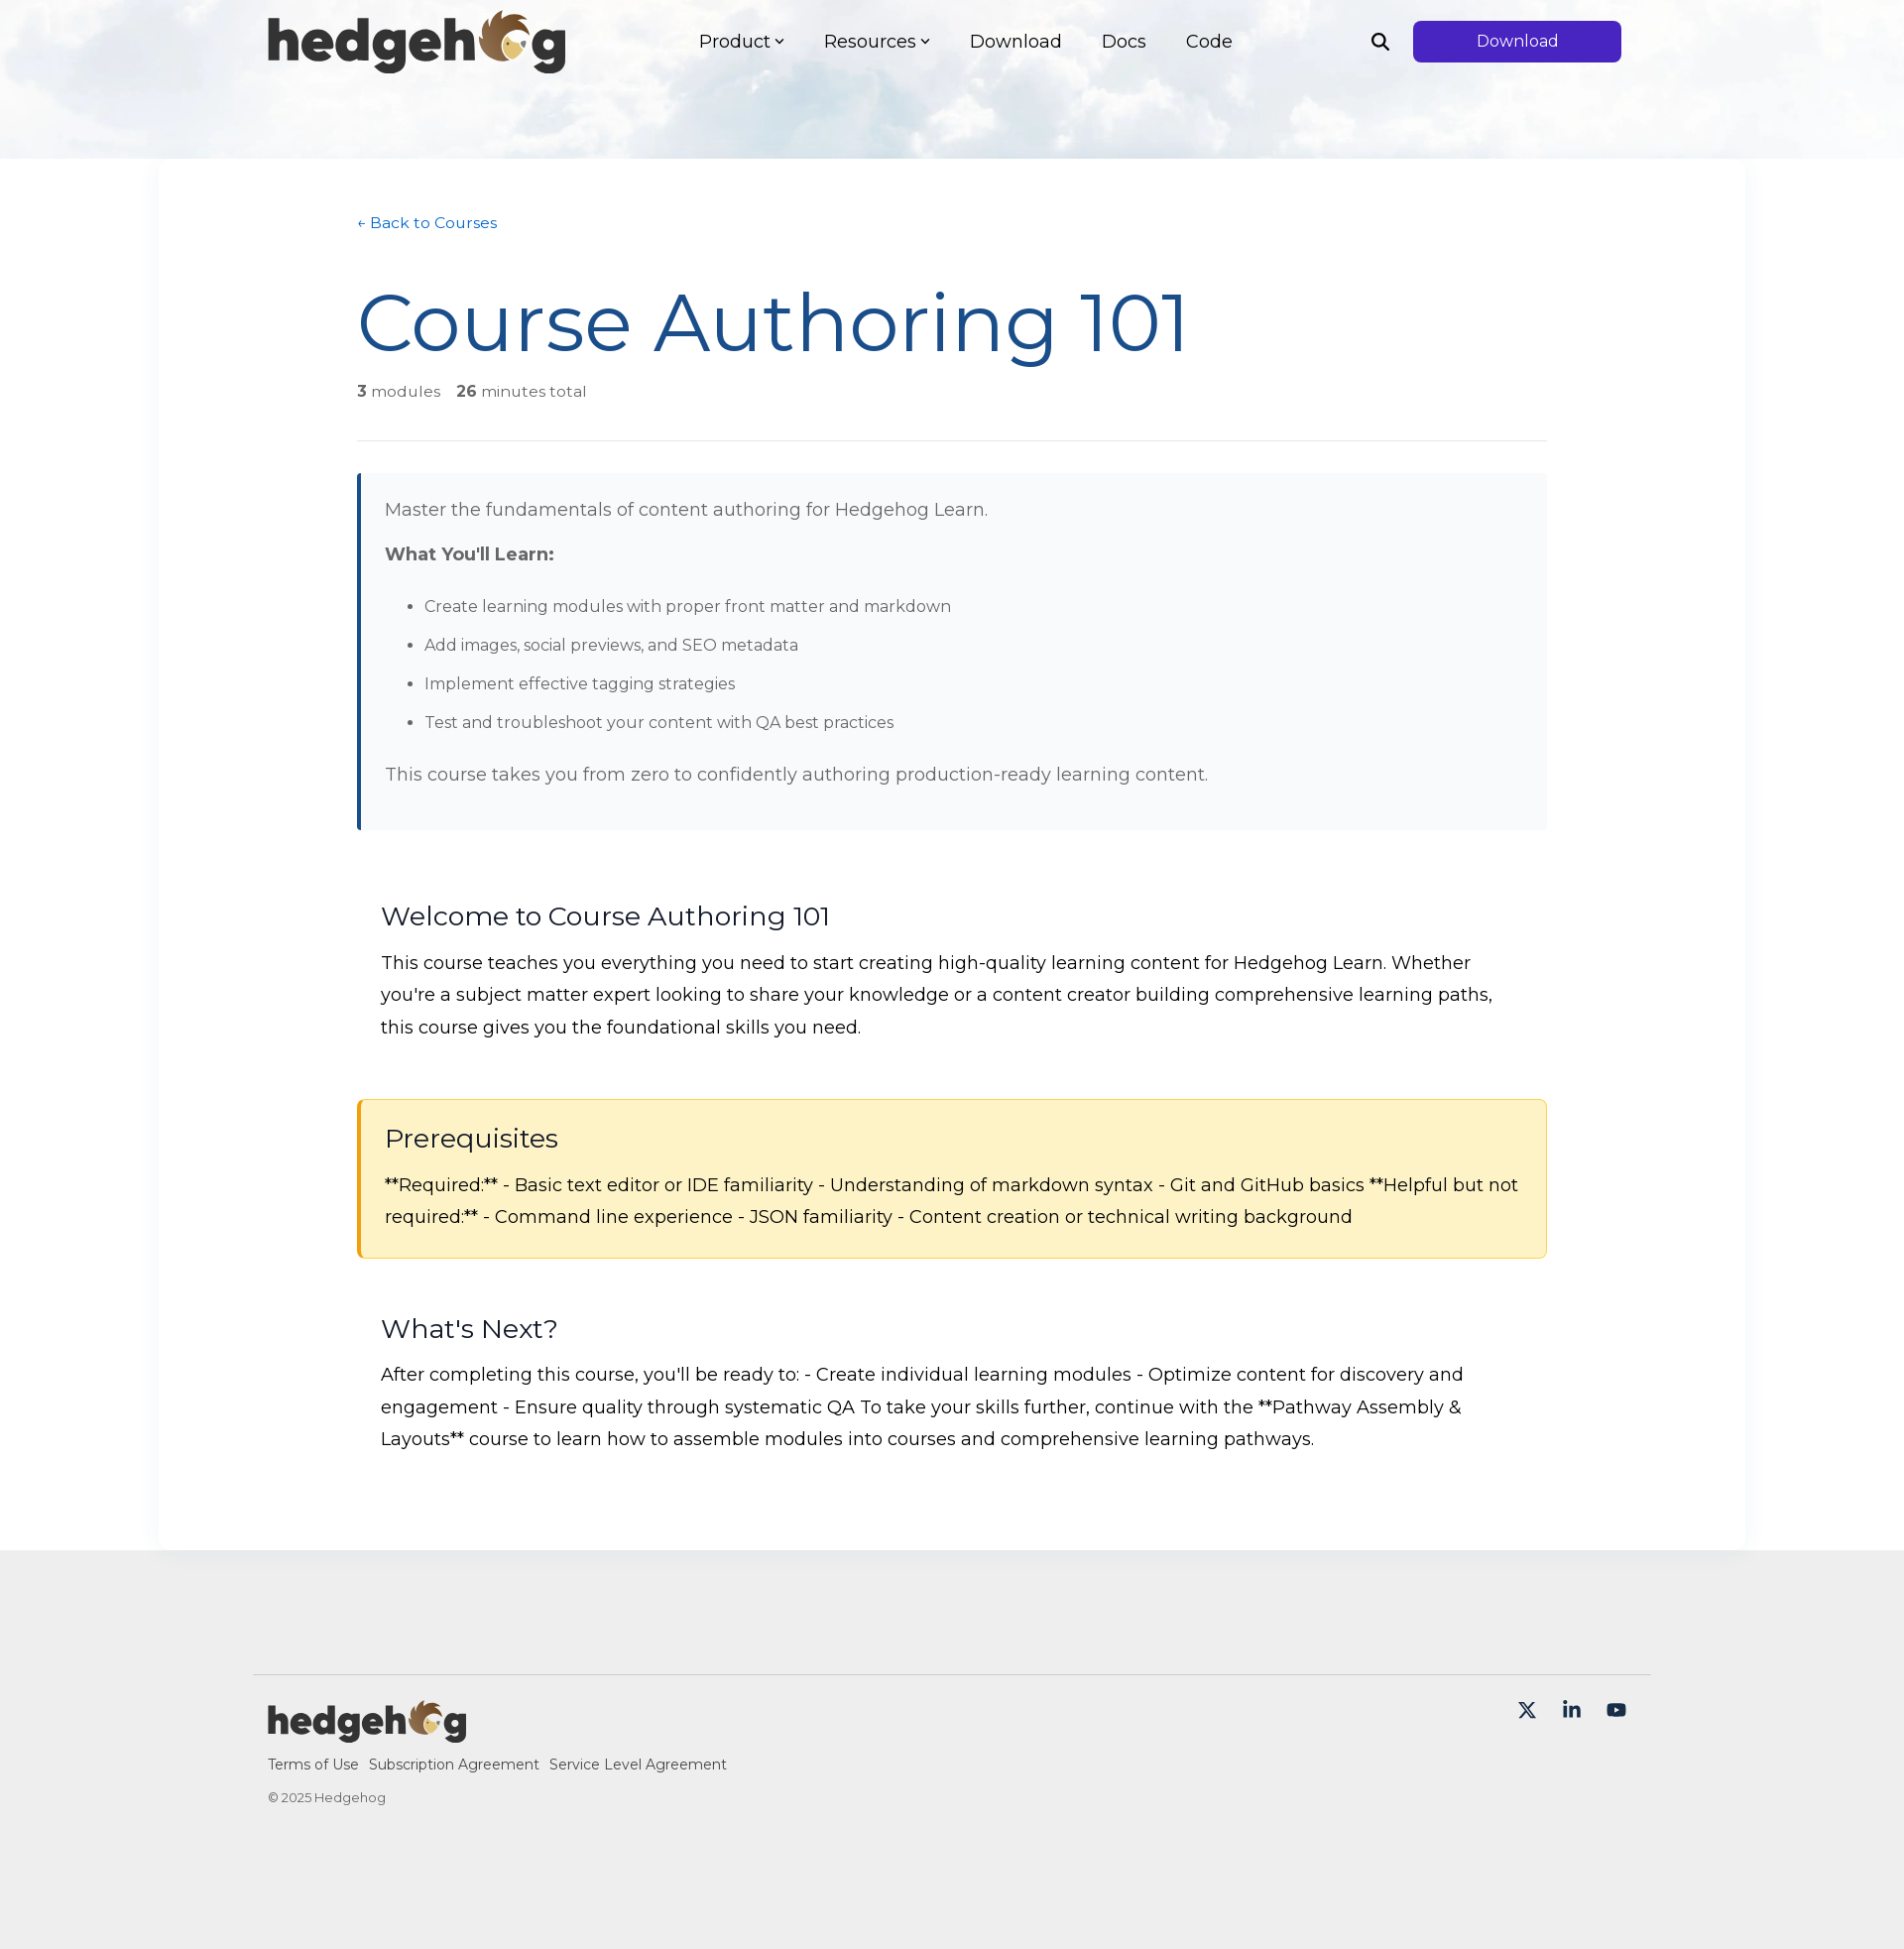 hedgehog
Product Resources Download Docs Code Download
← Back to Courses
Course Authoring 101
3 modules 26 minutes total
Master the fundamentals of content authoring for Hedgehog Learn.
What You'll Learn:
• Create learning modules with proper front matter and markdown
• Add images, social previews, and SEO metadata
• Implement effective tagging strategies
• Test and troubleshoot your content with QA best practices
This course takes you from zero to confidently authoring production-ready learning content.
Welcome to Course Authoring 101
This course teaches you everything you need to start creating high-quality learning content for Hedgehog Learn. Whether
you're a subject matter expert looking to share your knowledge or a content creator building comprehensive learning paths,
this course gives you the foundational skills you need.
Prerequisites
**Required:** - Basic text editor or IDE familiarity - Understanding of markdown syntax - Git and GitHub basics **Helpful but not
required:** - Command line experience - JSON familiarity - Content creation or technical writing background
What's Next?
After completing this course, you'll be ready to: - Create individual learning modules - Optimize content for discovery and
engagement - Ensure quality through systematic QA To take your skills further, continue with the **Pathway Assembly &
Layouts** course to learn how to assemble modules into courses and comprehensive learning pathways.
hedgehog
Terms of Use Subscription Agreement Service Level Agreement
© 2025 Hedgehog